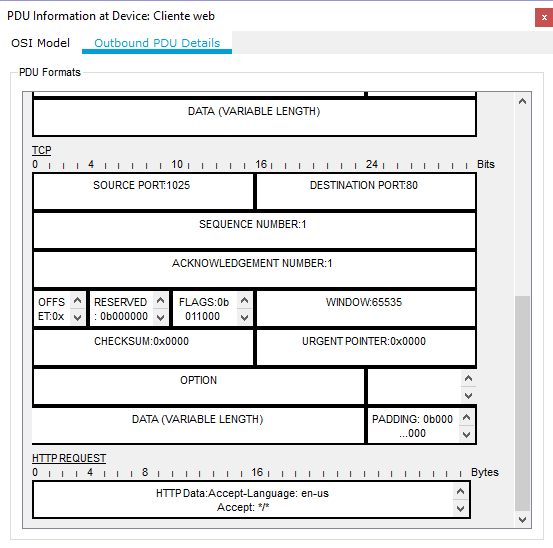 PDU Information at Device: Cliente web
x
OSI Model Outbound PDU Details
PDU Formats
DATA (VARIABLE LENGTH)
TCP
0 4 10 16 24 Bits
SOURCE PORT:1025 DESTINATION PORT:80
SEQUENCE NUMBER:1
ACKNOWLEDGEMENT NUMBER:1
OFFS RESERVED FLAGS:0b WINDOW:65535
ET:0x : 0b000000 011000
CHECKSUM:0x0000 URGENT POINTER:0x0000
OPTION
DATA (VARIABLE LENGTH) PADDING: 0b000
...000
HTTP REQUEST
0 4 8 16 Bytes
HTTP Data:Accept-Language: en-us
Accept: */*